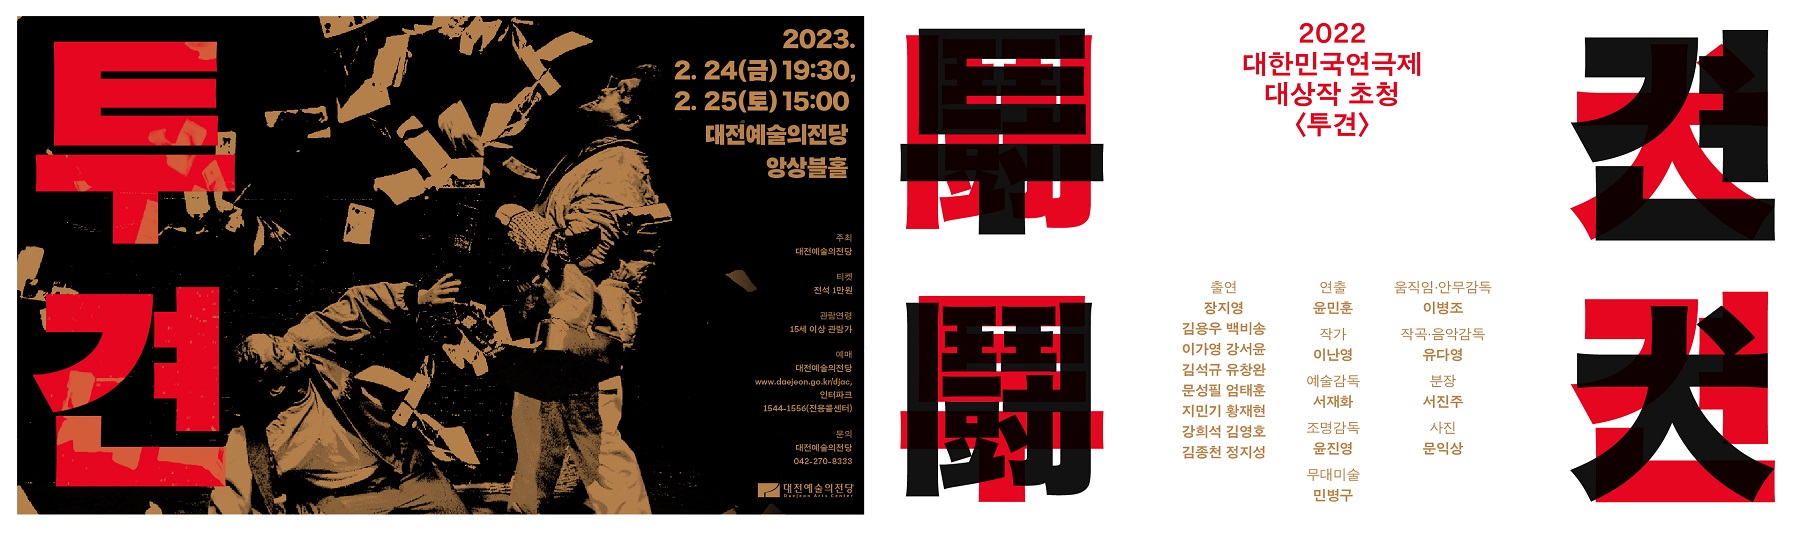 투
견
2023.
2. 24(금) 19:30,
2. 25(토) 15:00
대전예술의전당
앙상블홀
주최
대전예술의전당
티켓
전석 1만원
관람연령
15세 이상 관람가
예매
대전예술의전당
www.daejeon.go.kr/djac,
인터파크
1544-1556(전용콜센터)
문의
대전예술의전당
042-270-8333
대전예술의전당
Daejeon Arts Center
투
鬪
견
犬
2022
대한민국연극제
대상작 초청
〈투견〉
鬪
투
犬
견
출연
장지영
김용우 백비송
이가영 강서윤
김석규 유창완
문성필 엄태훈
지민기 황재현
강희석 김영호
김종천 정지성
연출
윤민훈
작가
이난영
예술감독
서재화
조명감독
윤진영
무대미술
민병구
움직임·안무감독
이병조
작곡·음악감독
유다영
분장
서진주
사진
문익상